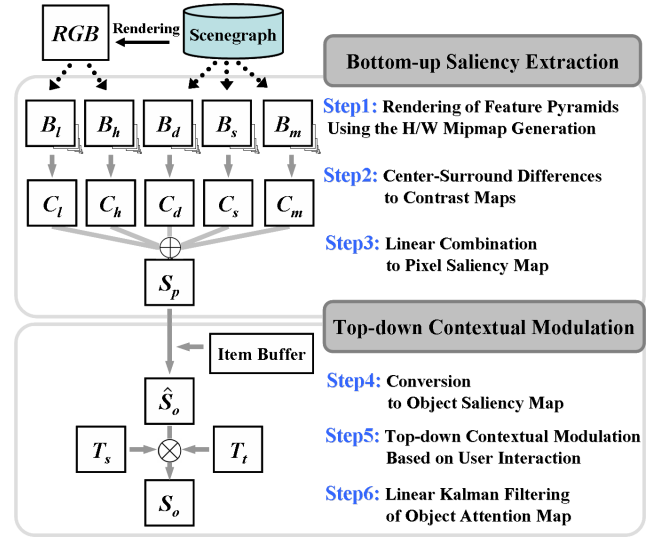 RGB
Rendering
Scenegraph
Bottom-up Saliency Extraction
B_l B_h B_d B_s B_m
Step1: Rendering of Feature Pyramids
Using the H/W Mipmap Generation
C_l C_h C_d C_s C_m
Step2: Center-Surround Differences
to Contrast Maps
Step3: Linear Combination
to Pixel Saliency Map
S_p
Top-down Contextual Modulation
Item Buffer
Step4: Conversion
to Object Saliency Map
Ŝ_o
Step5: Top-down Contextual Modulation
Based on User Interaction
T_s T_t
Step6: Linear Kalman Filtering
of Object Attention Map
S_o